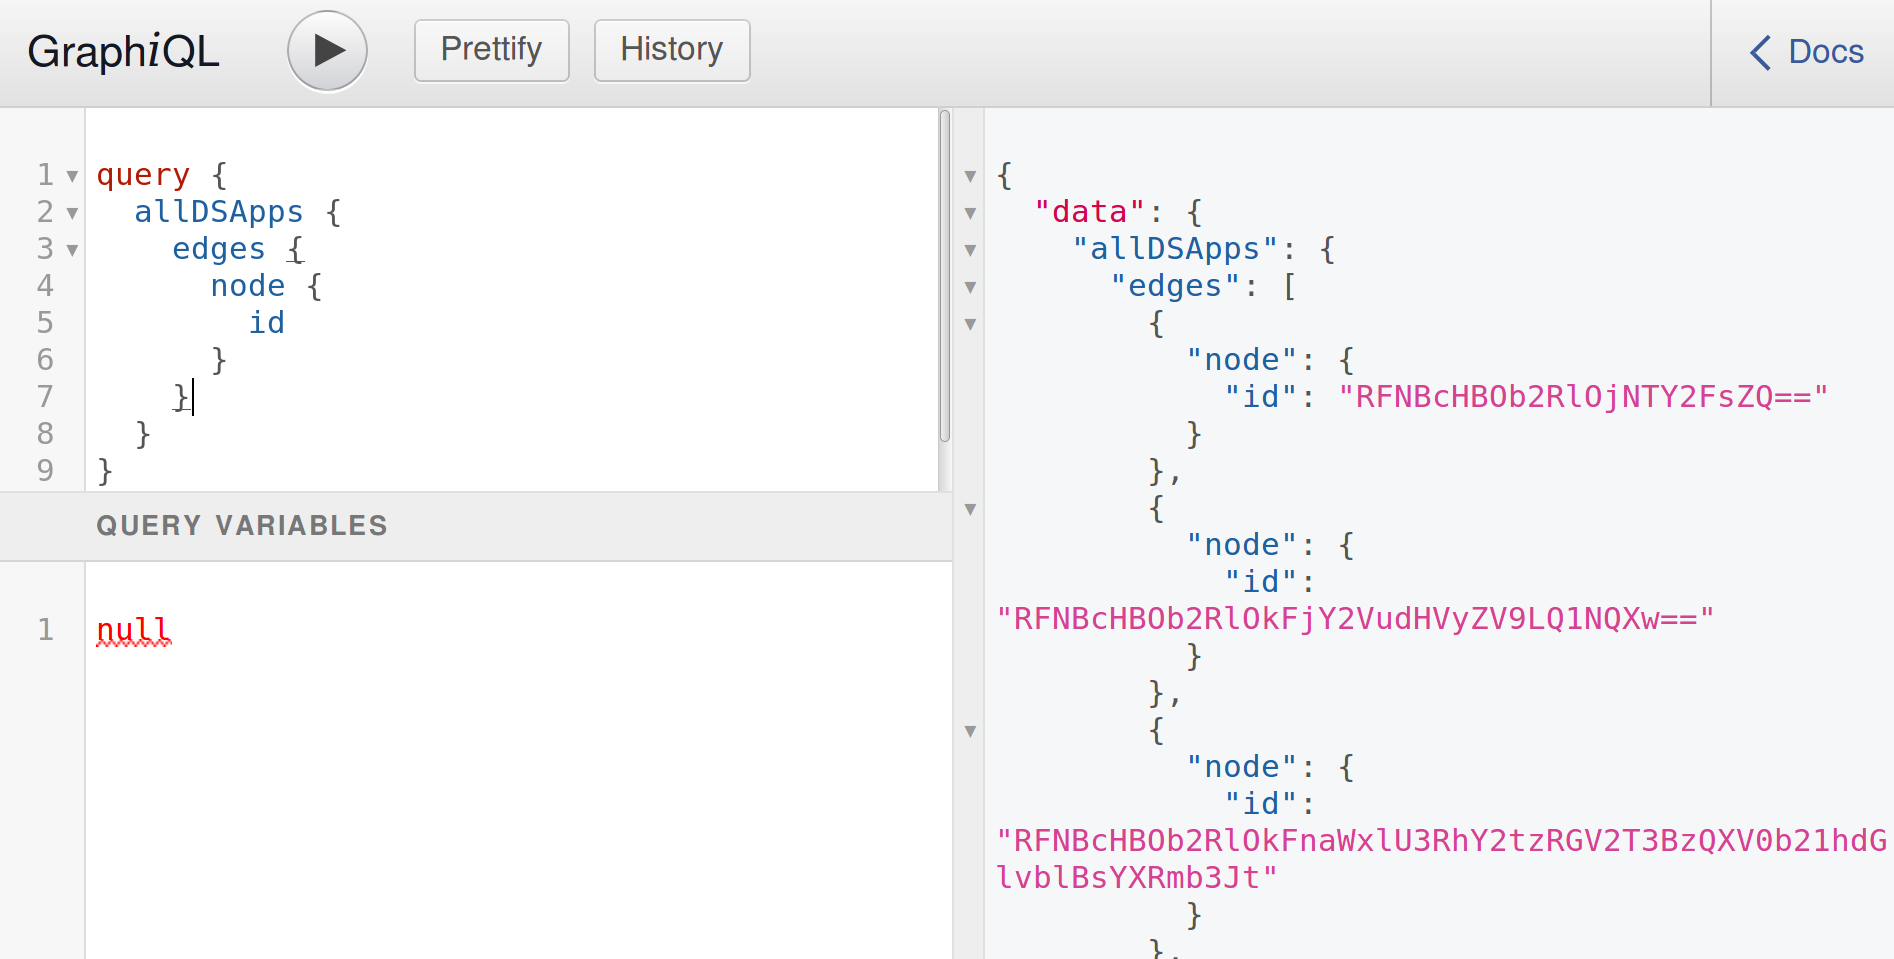 GraphiQL
Prettify
History
Docs
1 query {
2 allDSApps {
3 edges {
4 node {
5 id
6 }
7 }
8 }
9 }
QUERY VARIABLES
1 null
{
"data": {
"allDSApps": {
"edges": [
{
"node": {
"id": "RFNBcHBOb2RlOjNTY2FsZQ=="
}
},
{
"node": {
"id":
"RFNBcHBOb2RlOkFjY2VudHVyZV9LQ1NQXw=="
}
},
{
"node": {
"id":
"RFNBcHBOb2RlOkFnaWxlU3RhY2tzRGV2T3BzQXV0b21hdG
lvblBsYXRmb3Jt"
}
},